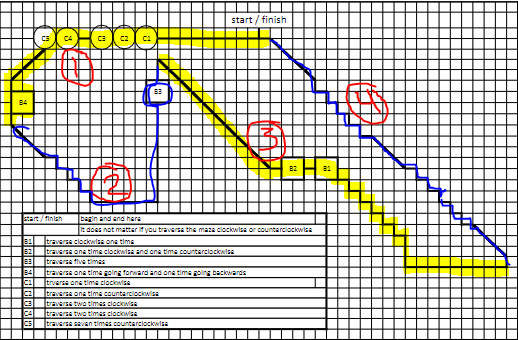 start / finish
C5 C4 C3 C2 C1
1
B4
B3
4
3
B2 B1
2
start / finish begin and end here
It does not matter if you traverse the maze clockwise or counterclockwise
B1 traverse clockwise one time
B2 traverse one time clockwise and one time counterclockwise
B3 traverse five times
B4 traverse one time going forward and one time going backwards
C1 trverse one time clockwise
C2 traverse one time counterclockwise
C3 traverse two times clockwise
C4 traverse two times clockwise
C5 traverse seven times counterclockwise